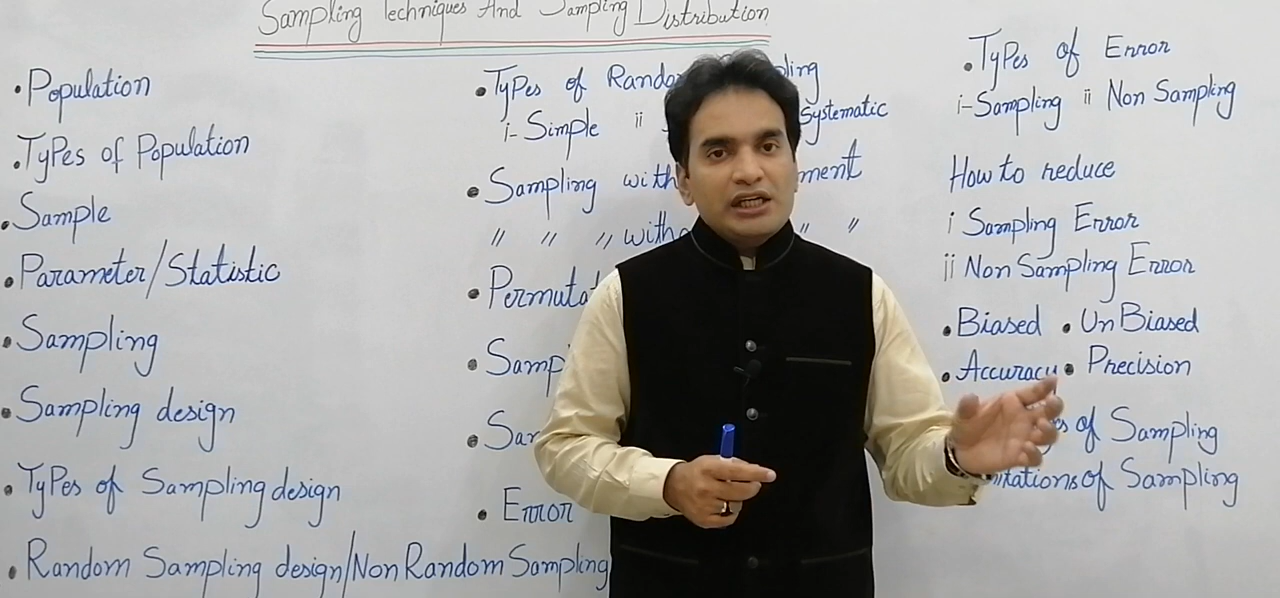 Sampling Techniques And Sampling Distribution
• Population
• Types of Population
• Sample
• Parameter/Statistic
• Sampling
• Sampling design
• Types of Sampling design
• Random Sampling design/Non Random Sampling
• Types of
i- Simple ii Systematic
• Sampling
〃 〃 〃
〃 〃
• Error
• Types of Error
i- Sampling ii Non Sampling
How to reduce
i Sampling Error
ii Non Sampling Error
• Biased • UnBiased
• Accuracy • Precision
of Sampling
of Sampling